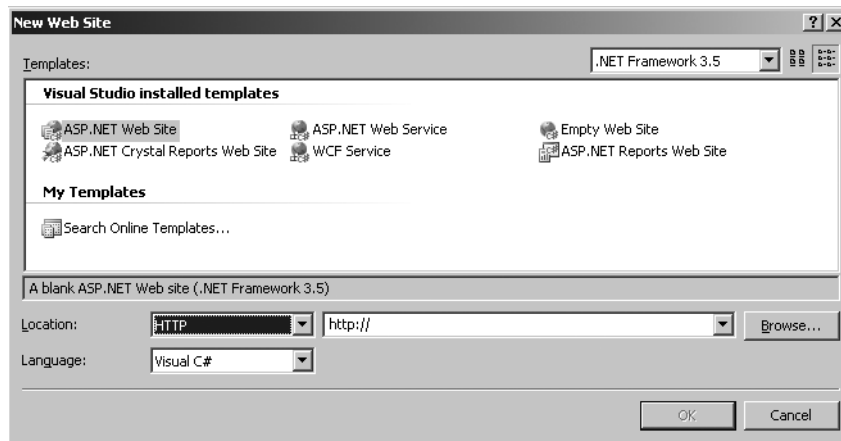 New Web Site
Templates:
.NET Framework 3.5
Visual Studio installed templates
ASP.NET Web Site
ASP.NET Web Service
Empty Web Site
ASP.NET Crystal Reports Web Site
WCF Service
ASP.NET Reports Web Site
My Templates
Search Online Templates...
A blank ASP.NET Web site (.NET Framework 3.5)
Location:
HTTP
http://
Browse...
Language:
Visual C#
OK
Cancel